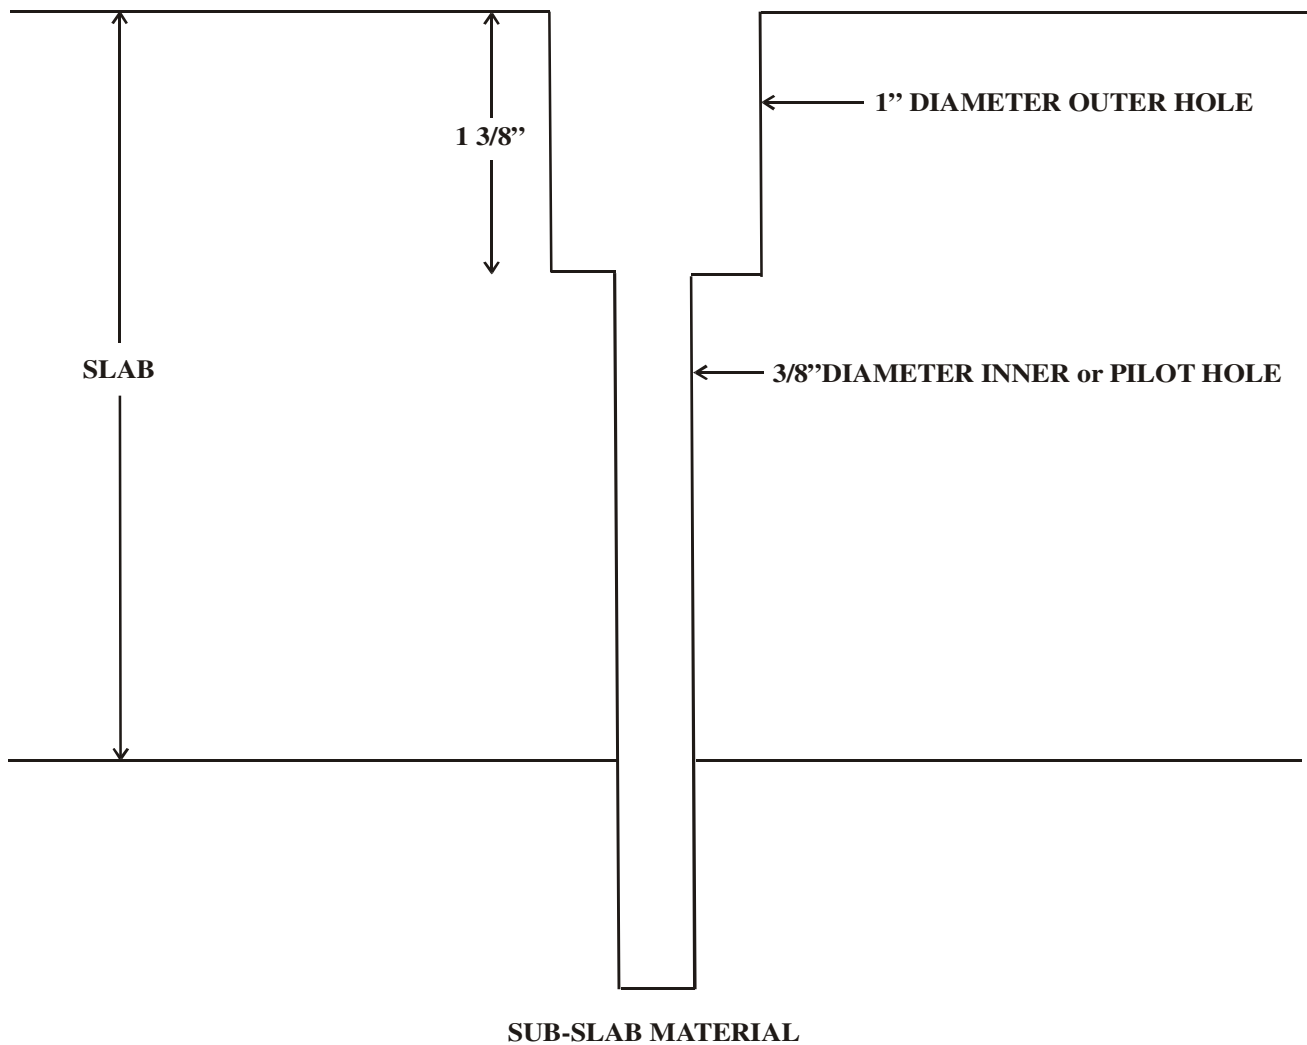 1” DIAMETER OUTER HOLE
1 3/8”
SLAB
3/8”DIAMETER INNER or PILOT HOLE
SUB-SLAB MATERIAL